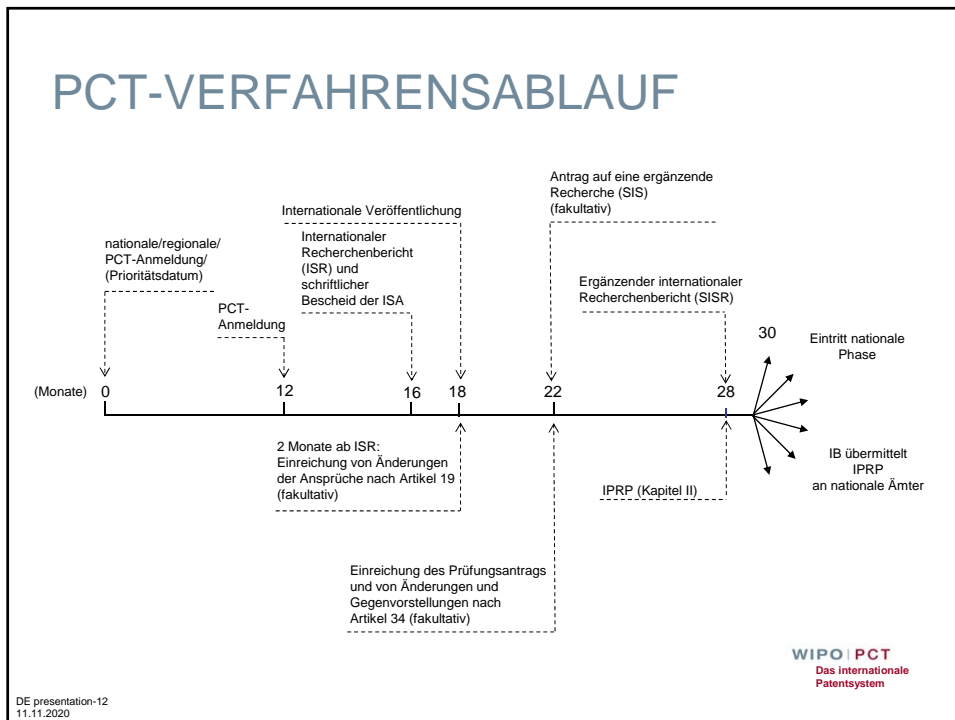 PCT-VERFAHRENSABLAUF
Antrag auf eine ergänzende
Recherche (SIS)
(fakultativ)
Internationale Veröffentlichung
Internationaler
Recherchenbericht
(ISR) und
schriftlicher
Bescheid der ISA
nationale/regionale/
PCT-Anmeldung/
(Prioritätsdatum)
PCT-
Anmeldung
Ergänzender internationaler
Recherchenbericht (SISR)
30
Eintritt nationale
Phase
(Monate) 0 12 16 18 22 28
2 Monate ab ISR:
Einreichung von Änderungen
der Ansprüche nach Artikel 19
(fakultativ)
IPRP (Kapitel II)
IB übermittelt
IPRP
an nationale Ämter
Einreichung des Prüfungsantrags
und von Änderungen und
Gegenvorstellungen nach
Artikel 34 (fakultativ)
WIPO | PCT
Das internationale
Patentsystem
DE presentation-12
11.11.2020